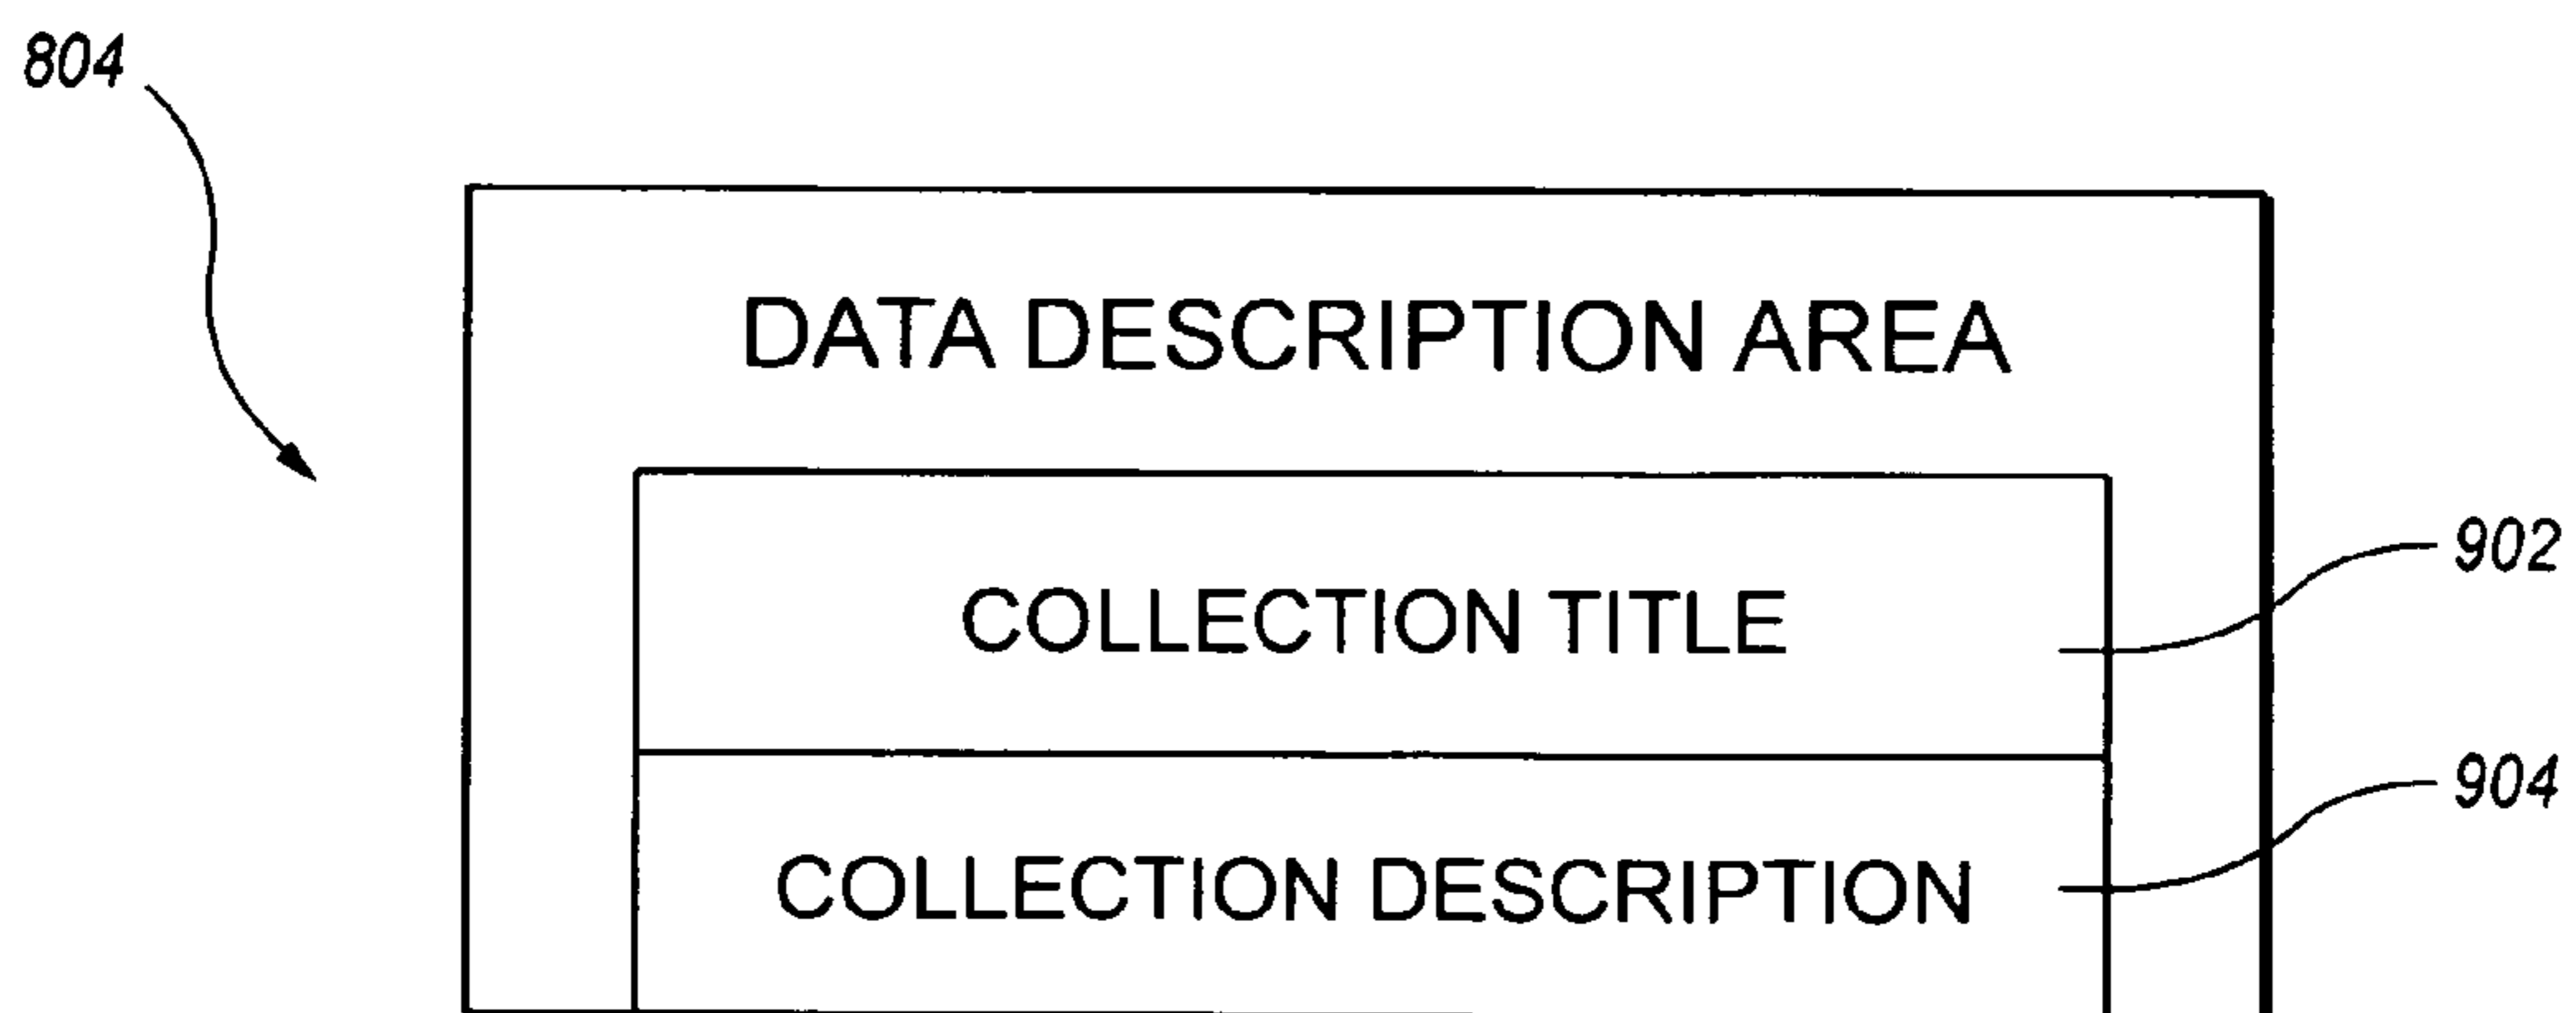 804
DATA DESCRIPTION AREA
COLLECTION TITLE
902
COLLECTION DESCRIPTION
904